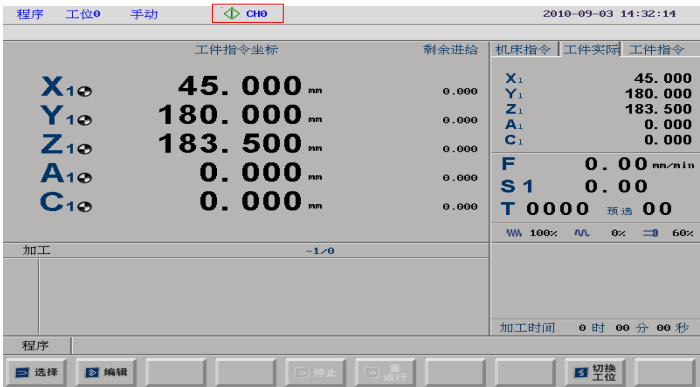 程序 工位0 手动 CH0 2010-09-03 14:32:14
工件指令坐标 剩余进给 机床指令 工件实际 工件指令
X1 45.000 mm 0.000 X1 45.000
Y1 180.000 mm 0.000 Y1 180.000
Z1 183.500 mm 0.000 Z1 183.500
A1 0.000 mm 0.000 A1 0.000
C1 0.000 mm 0.000 C1 0.000
F 0.00 mm/min
S1 0.00
T 0000 预选 00
100% 0% 60%
加工 -1/0
加工时间 0 时 00 分 00 秒
程序
选择 编辑 停止 重运行 切换工位